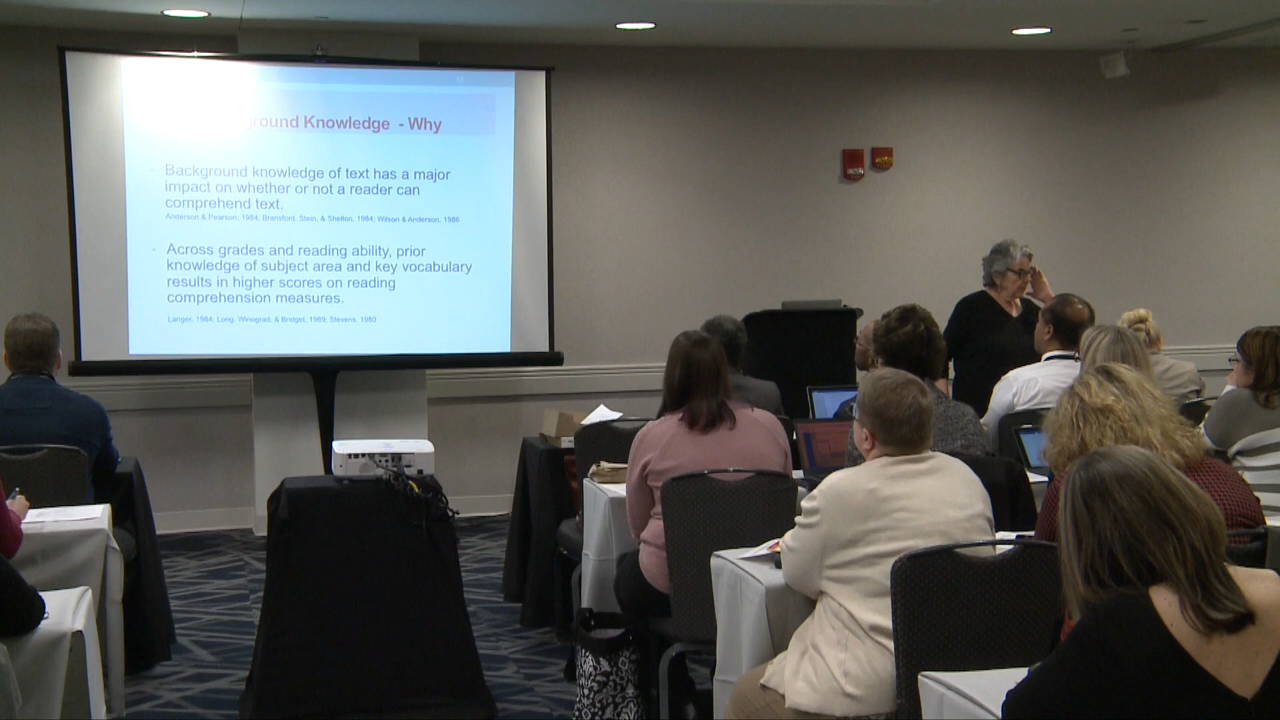 Knowledge - Why
Background knowledge of text has a major
impact on whether or not a reader can
comprehend text.
Anderson & Pearson, 1984; Bransford, Stein, & Shelton, 1984; Wilson & Anderson, 1986
Across grades and reading ability, prior
knowledge of subject area and key vocabulary
results in higher scores on reading
comprehension measures.
Langer, 1984; Long, Winograd, & Bridget, 1989; Stevens, 1980